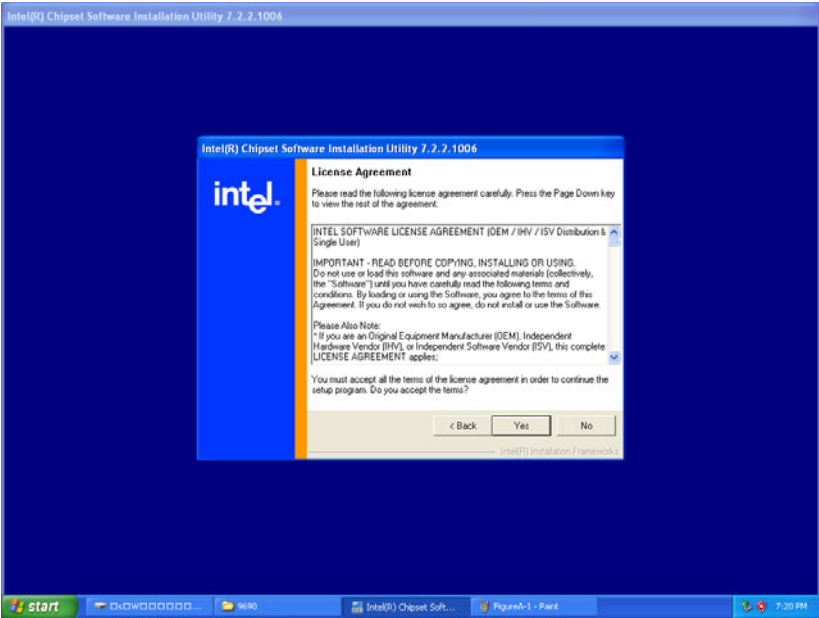 Intel(R) Chipset Software Installation Utility 7.2.2.1006
Intel(R) Chipset Software Installation Utility 7.2.2.1006
intel.
License Agreement
Please read the following license agreement carefully. Press the Page Down key
to view the rest of the agreement.
INTEL SOFTWARE LICENSE AGREEMENT (OEM / IHV / ISV Distribution &
Single User)
IMPORTANT - READ BEFORE COPYING, INSTALLING OR USING.
Do not use or load this software and any associated materials (collectively,
the "Software") until you have carefully read the following terms and
conditions. By loading or using the Software, you agree to the terms of this
Agreement. If you do not wish to so agree, do not install or use the Software.
Please Also Note:
* If you are an Original Equipment Manufacturer (OEM), Independent
Hardware Vendor (IHV), or Independent Software Vendor (ISV), this complete
LICENSE AGREEMENT applies;
You must accept all the terms of the license agreement in order to continue the
setup program. Do you accept the terms?
< Back Yes No
Intel(R) Installation Frameworks
start 9690 Intel(R) Chipset Soft... FigureA-1 - Paint 7:20 PM